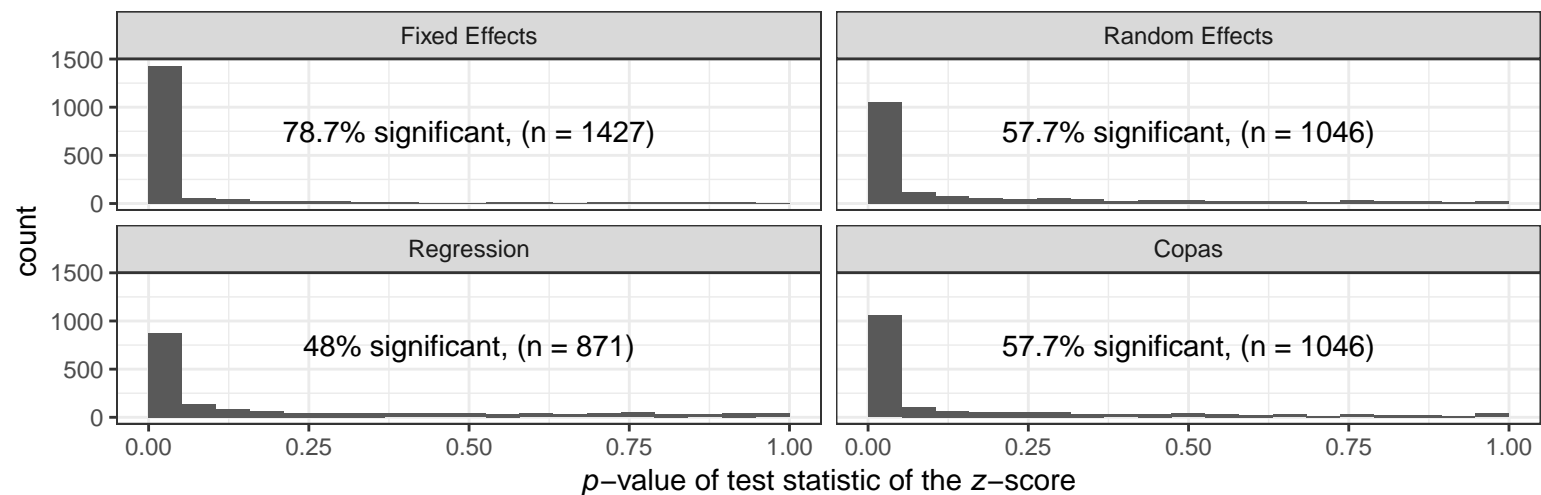 Fixed Effects
Random Effects
1500
1000
500
0
78.7% significant, (n = 1427)
57.7% significant, (n = 1046)
count
Regression
Copas
1500
1000
500
0
48% significant, (n = 871)
57.7% significant, (n = 1046)
0.00 0.25 0.50 0.75 1.00
0.00 0.25 0.50 0.75 1.00
p−value of test statistic of the z−score